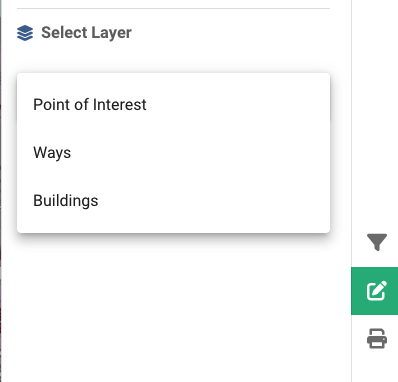 Select Layer
Point of Interest
Ways
Buildings